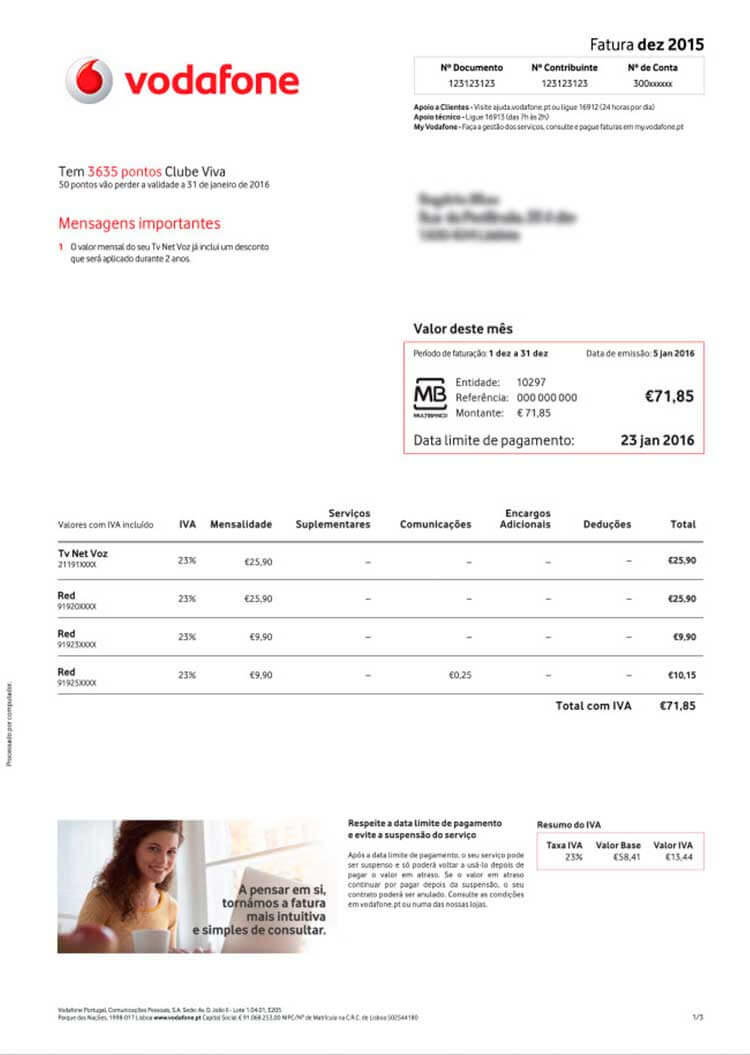 Fatura dez 2015
vodafone
Nº Documento Nº Contribuinte Nº de Conta
123123123 123123123 300xxxxxx
Apoio a Clientes - Visite ajuda.vodafone.pt ou ligue 16912 (24 horas por dia)
Apoio técnico - Ligue 16913 (das 7h às 2h)
My Vodafone - Faça a gestão dos serviços, consulte e pague faturas em my.vodafone.pt
Tem 3635 pontos Clube Viva
50 pontos vão perder a validade a 31 de janeiro de 2016
Mensagens importantes
1 O valor mensal do seu Tv Net Voz já inclui um desconto
que será aplicado durante 2 anos.
Valor deste mês
Período de faturação: 1 dez a 31 dez Data de emissão: 5 jan 2016
MB
MULTIBANCO
Entidade: 10297
Referência: 000 000 000
Montante: € 71,85
€71,85
Data limite de pagamento: 23 jan 2016
Valores com IVA incluído IVA Mensalidade Serviços Suplementares Comunicações Encargos Adicionais Deduções Total
Tv Net Voz
21191XXXX 23% €25,90 – – – – €25,90
Red
91920XXXX 23% €25,90 – – – – €25,90
Red
91923XXXX 23% €9,90 – – – – €9,90
Red
91925XXXX 23% €9,90 – €0,25 – – €10,15
Total com IVA €71,85
Processado por computador.
A pensar em si,
tornámos a fatura
mais intuitiva
e simples de consultar.
Respeite a data limite de pagamento
e evite a suspensão do serviço
Após a data limite de pagamento, o seu serviço pode
ser suspenso e só poderá voltar a usá-lo depois de
pagar o valor em atraso. Se o valor em atraso
continuar por pagar depois da suspensão, o seu
contrato poderá ser anulado. Consulte as condições
em vodafone.pt ou numa das nossas lojas.
Resumo do IVA
Taxa IVA Valor Base Valor IVA
23% €58,41 €13,44
Vodafone Portugal, Comunicações Pessoais, S.A. Sede: Av. D. João II - Lote 1.04.01, E205
Parque das Nações, 1998-017 Lisboa www.vodafone.pt Capital Social: € 91.068.253,00 NIPC/Nº de Matrícula na C.R.C. de Lisboa 502544180
1/3